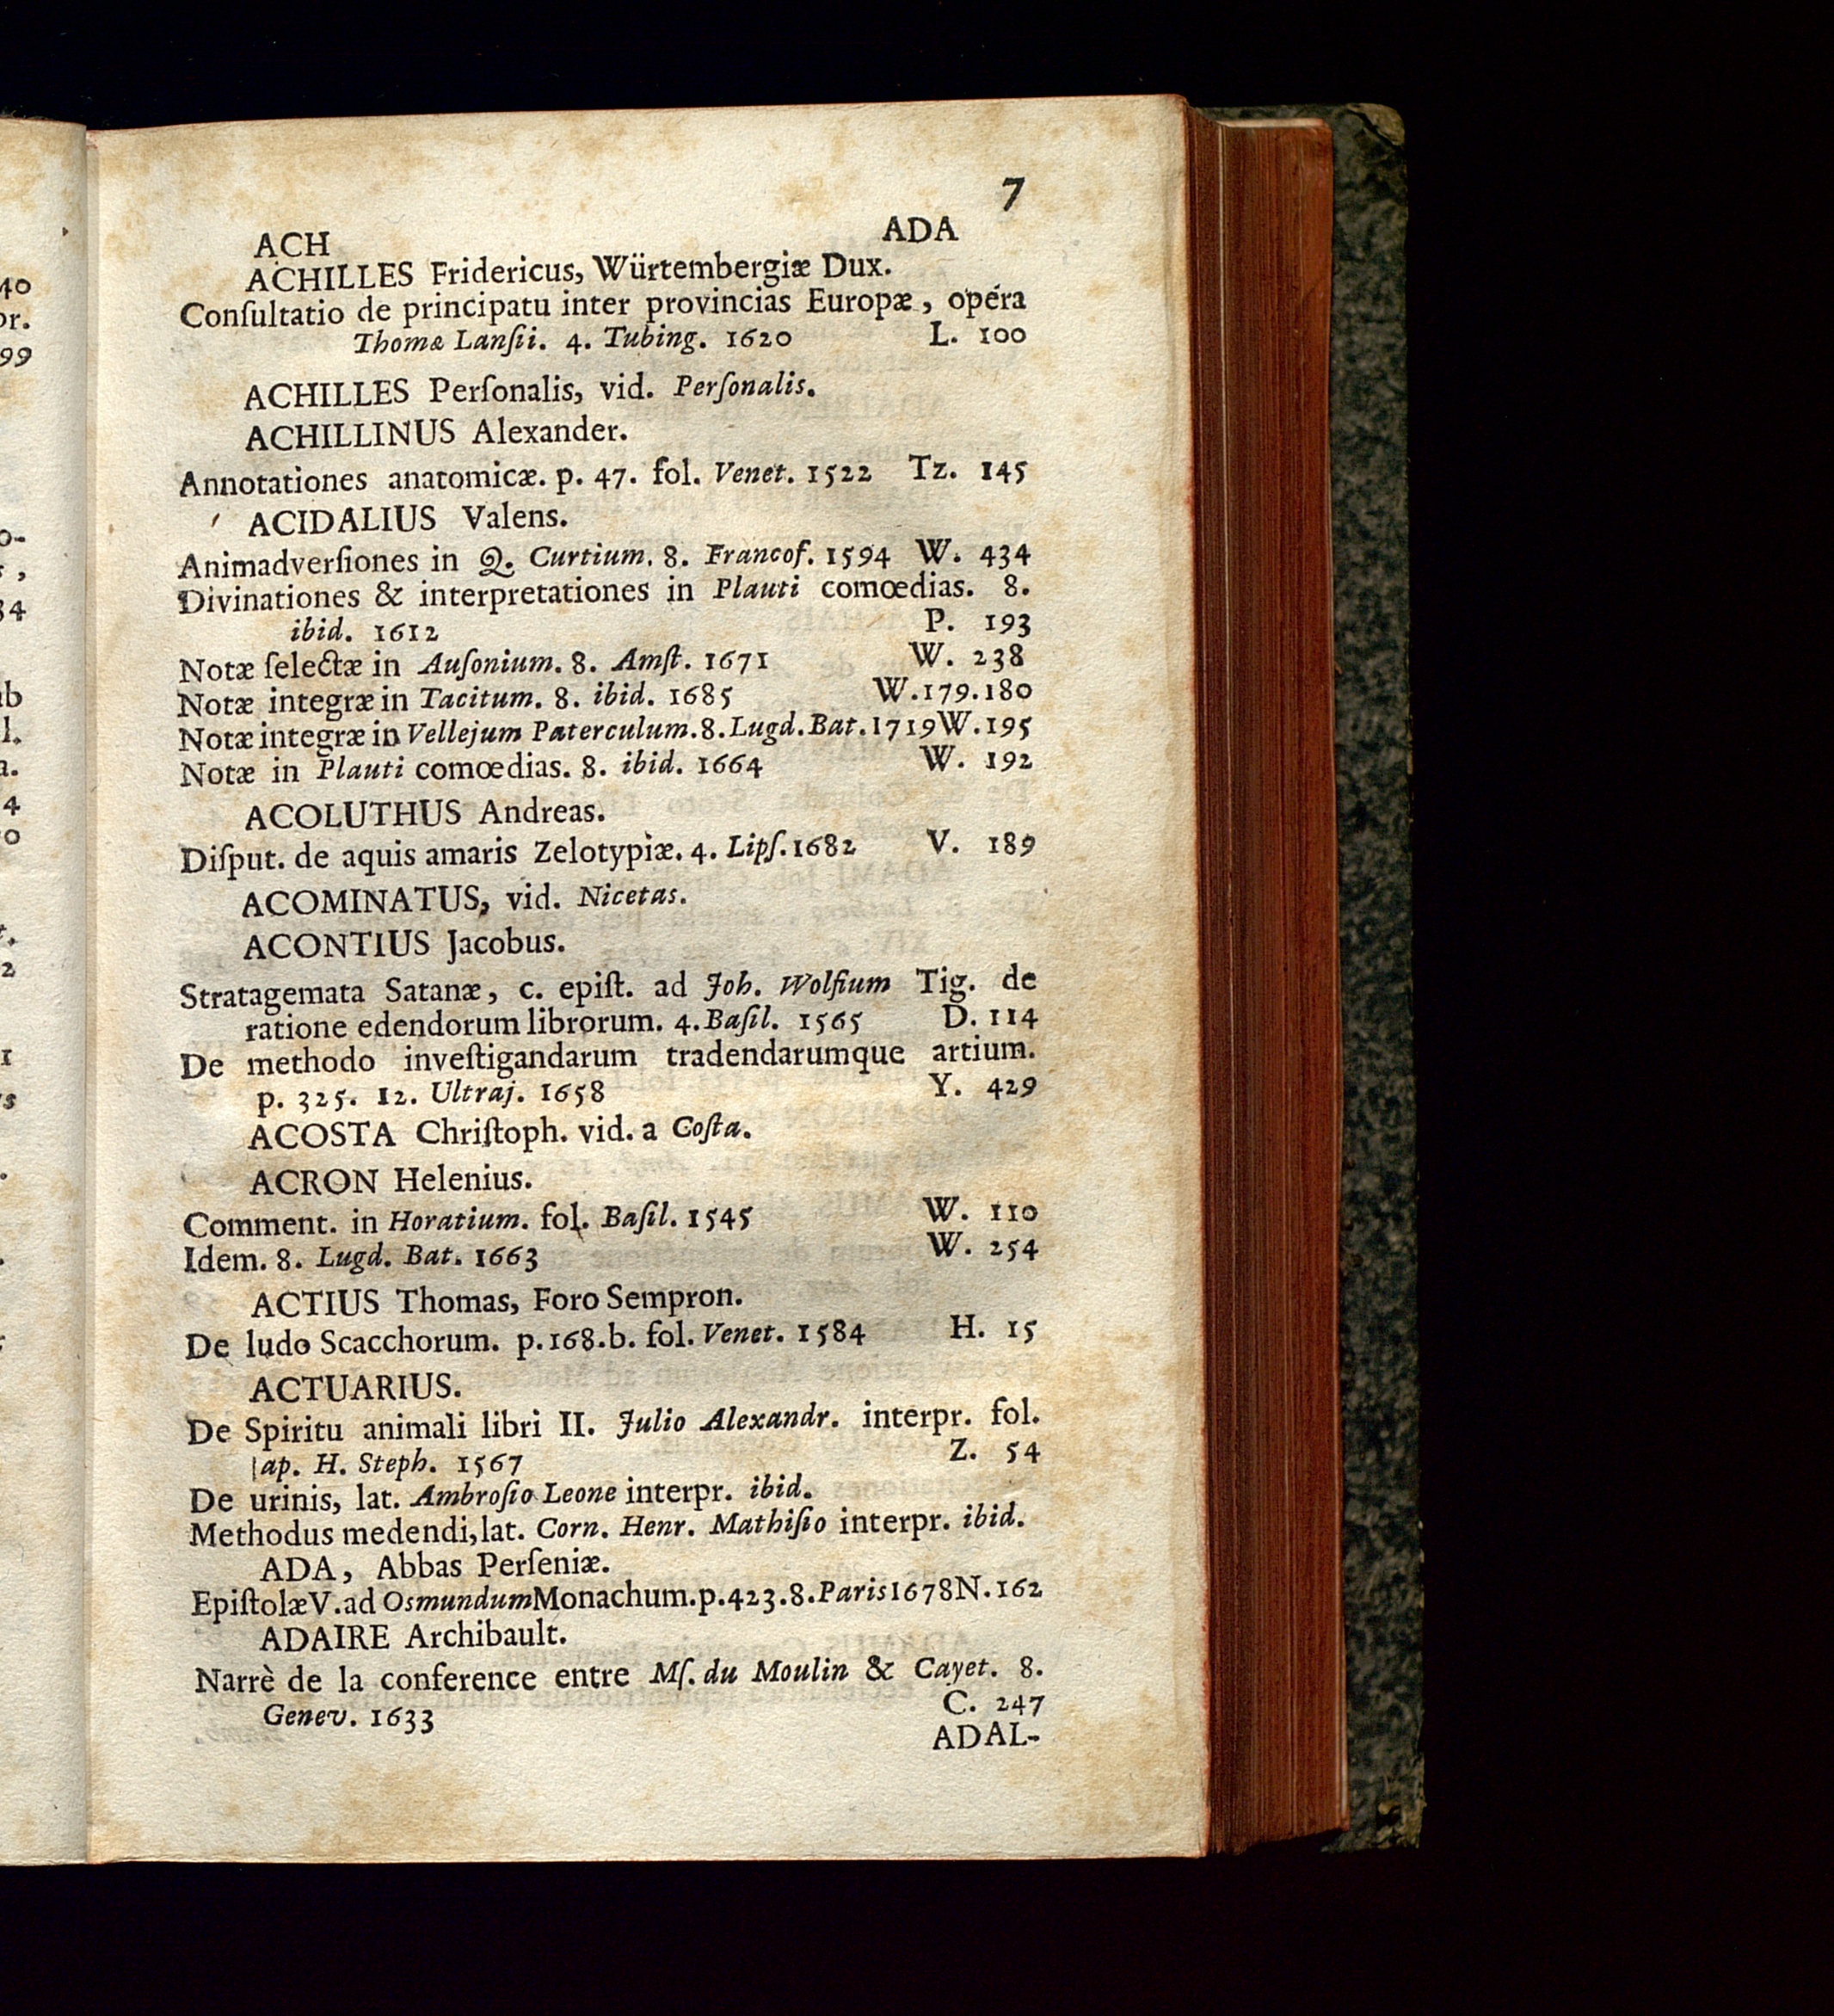 7
ACH ADA
ACHILLES Fridericus, Würtembergiæ Dux.
Conſultatio de principatu inter provincias Europæ, opera
Thomæ Lanſii. 4. Tubing. 1620 L. 100
ACHILLES Perſonalis, vid. Perſonalis.
ACHILLINUS Alexander.
Annotationes anatomicæ. p. 47. fol. Venet. 1522 Tz. 145
ACIDALIUS Valens.
Animadverſiones in Q. Curtium. 8. Francof. 1594 W. 434
Divinationes & interpretationes in Plauti comœdias. 8.
ibid. 1612 P. 193
Notæ ſelectæ in Auſonium. 8. Amſt. 1671 W. 238
Notæ integræ in Tacitum. 8. ibid. 1685 W.179.180
Notæ integræ in Vellejum Paterculum.8.Lugd.Bat.1719W.195
Notæ in Plauti comœdias. 8. ibid. 1664 W. 192
ACOLUTHUS Andreas.
Diſput. de aquis amaris Zelotypiæ. 4. Lipſ. 1682 V. 189
ACOMINATUS, vid. Nicetas.
ACONTIUS Jacobus.
Stratagemata Satanæ, c. epiſt. ad Joh. Wolfium Tig. de
ratione edendorum librorum. 4. Baſil. 1565 D. 114
De methodo inveſtigandarum tradendarumque artium.
p. 325. 12. Ultraj. 1658 Y. 429
ACOSTA Chriſtoph. vid. a Coſta.
ACRON Helenius.
Comment. in Horatium. fol. Baſil. 1545 W. 110
Idem. 8. Lugd. Bat. 1663 W. 254
ACTIUS Thomas, Foro Sempron.
De ludo Scacchorum. p.168.b. fol. Venet. 1584 H. 15
ACTUARIUS.
De Spiritu animali libri II. Julio Alexandr. interpr. fol.
ap. H. Steph. 1567 Z. 54
De urinis, lat. Ambroſio Leone interpr. ibid.
Methodus medendi, lat. Corn. Henr. Mathiſio interpr. ibid.
ADA, Abbas Perſeniæ.
EpiſtolæV.ad OsmundumMonachum.p.423.8.Paris1678N.162
ADAIRE Archibault.
Narrè de la conference entre Mſ. du Moulin & Cayet. 8.
Genev. 1633 C. 247
ADAL-